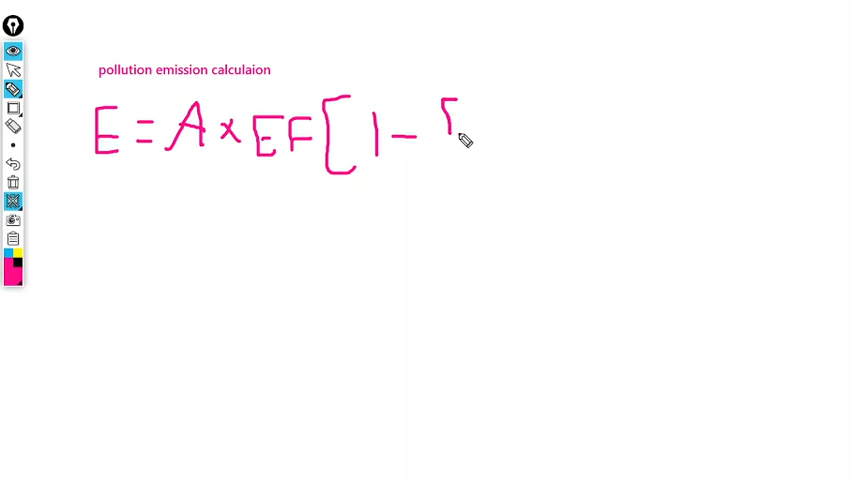 pollution emission calculaion
E = A x EF [ 1 -